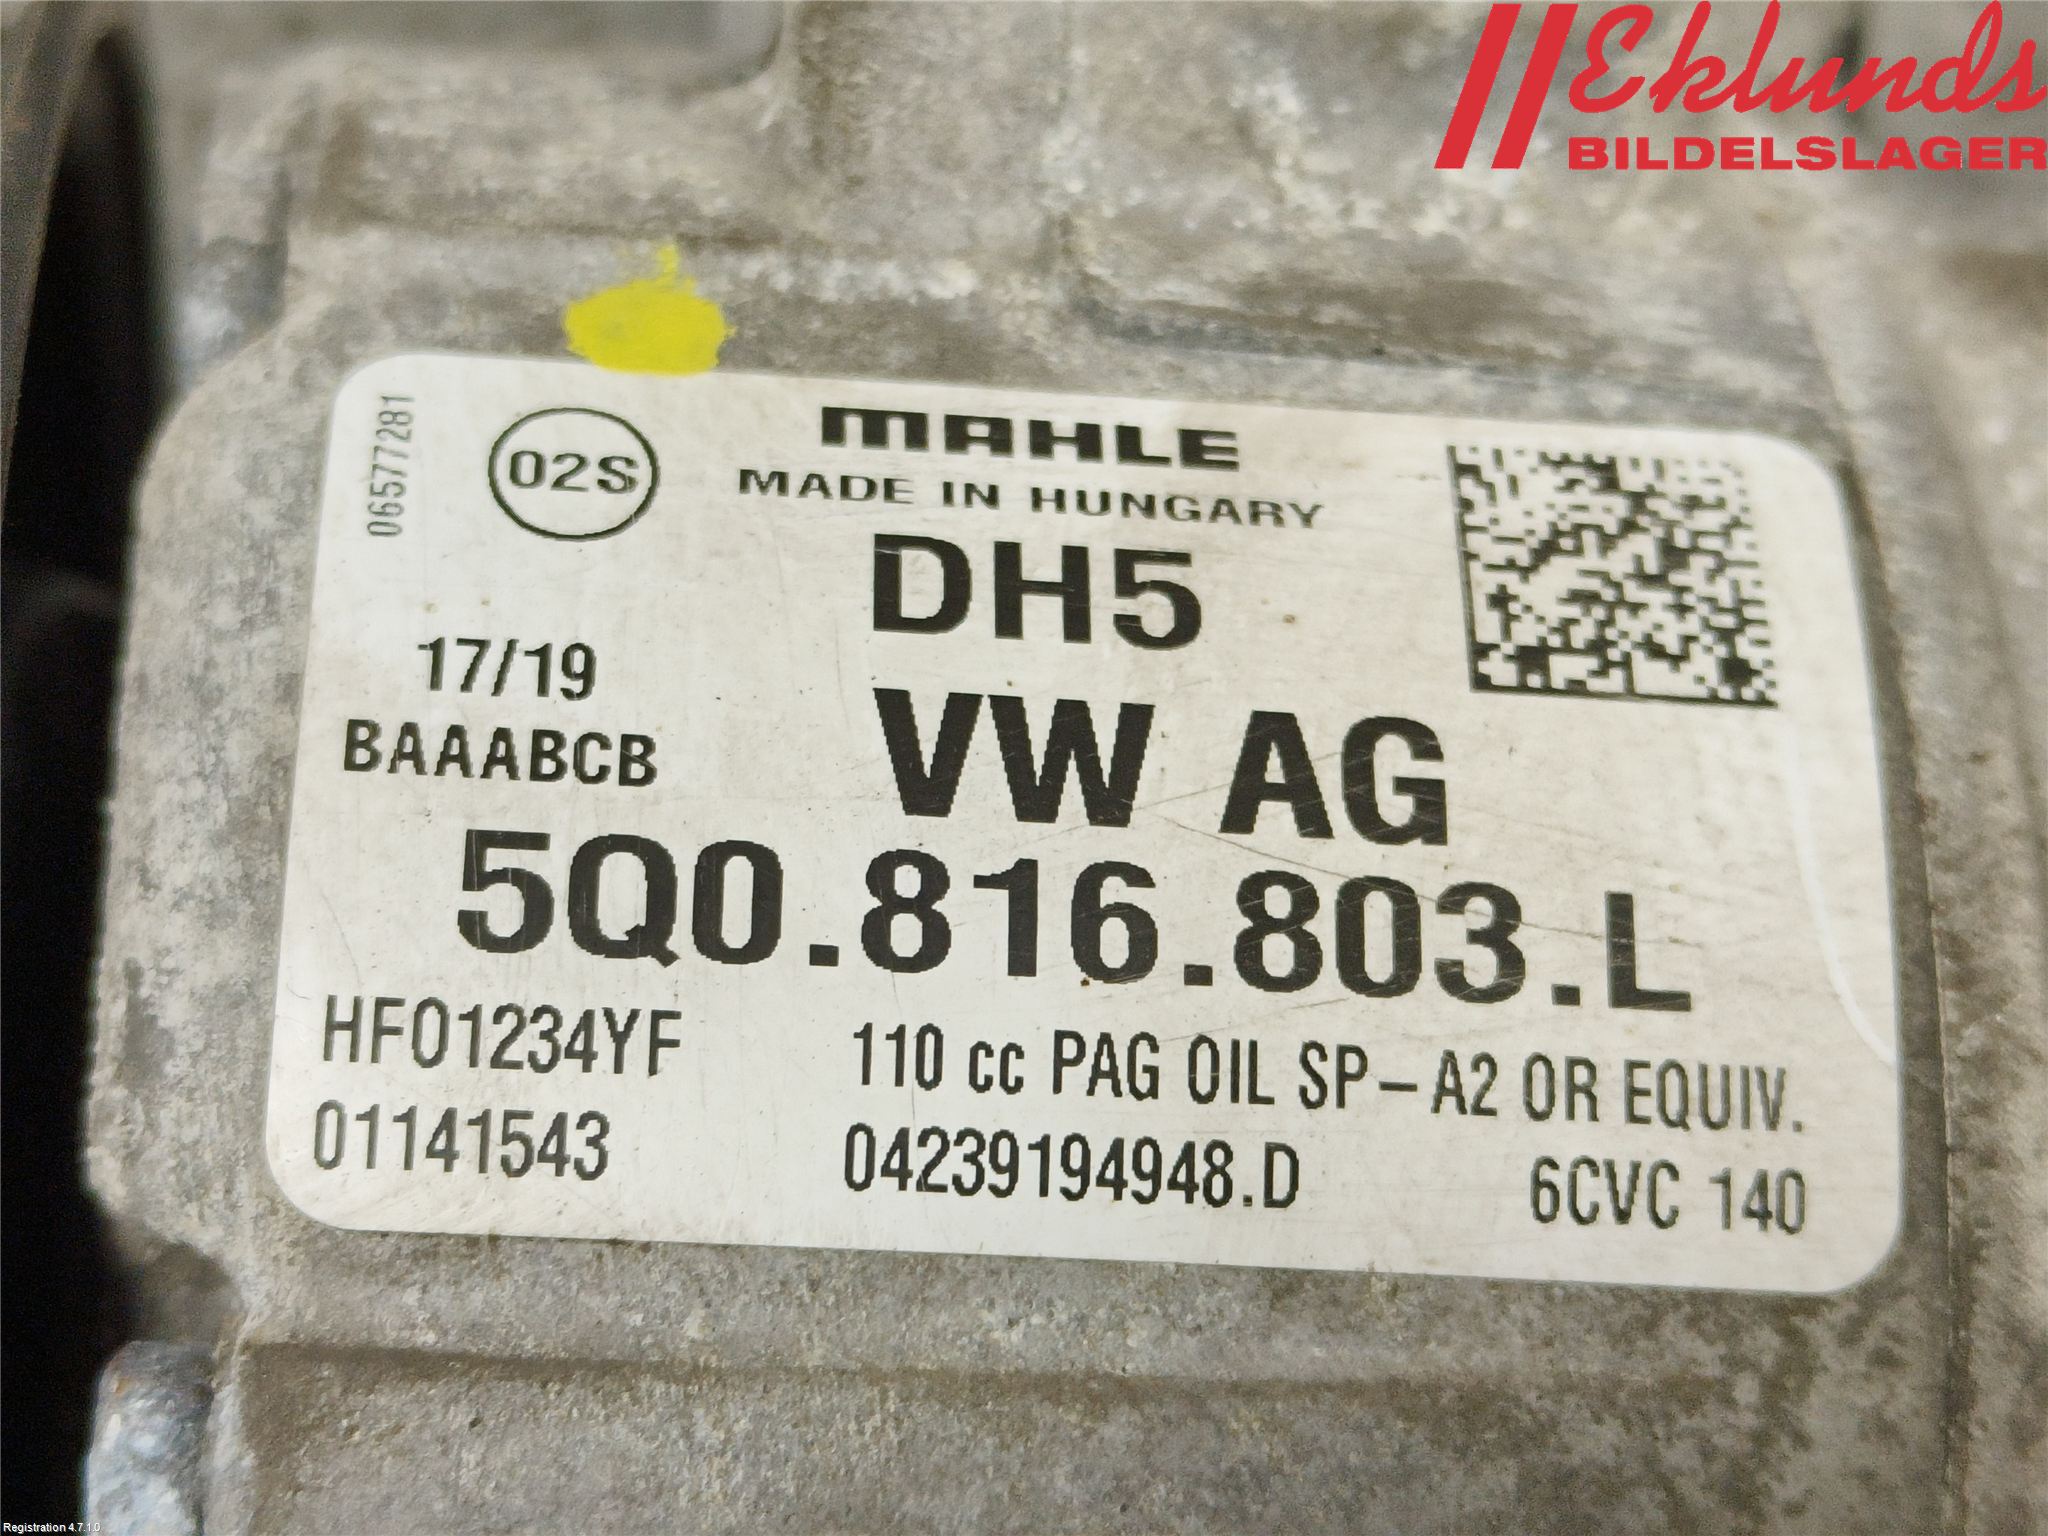 Eklunds
BILDELSLAGER
065772281
02S
MAHLE
MADE IN HUNGARY
DH5
17/19
BAAABCB
VW AG
5Q0.816.803.L
HFO1234YF
110 cc PAG OIL SP-A2 OR EQUIV.
01141543
04239194948.D
6CVC 140
Registration 4.7.1.0